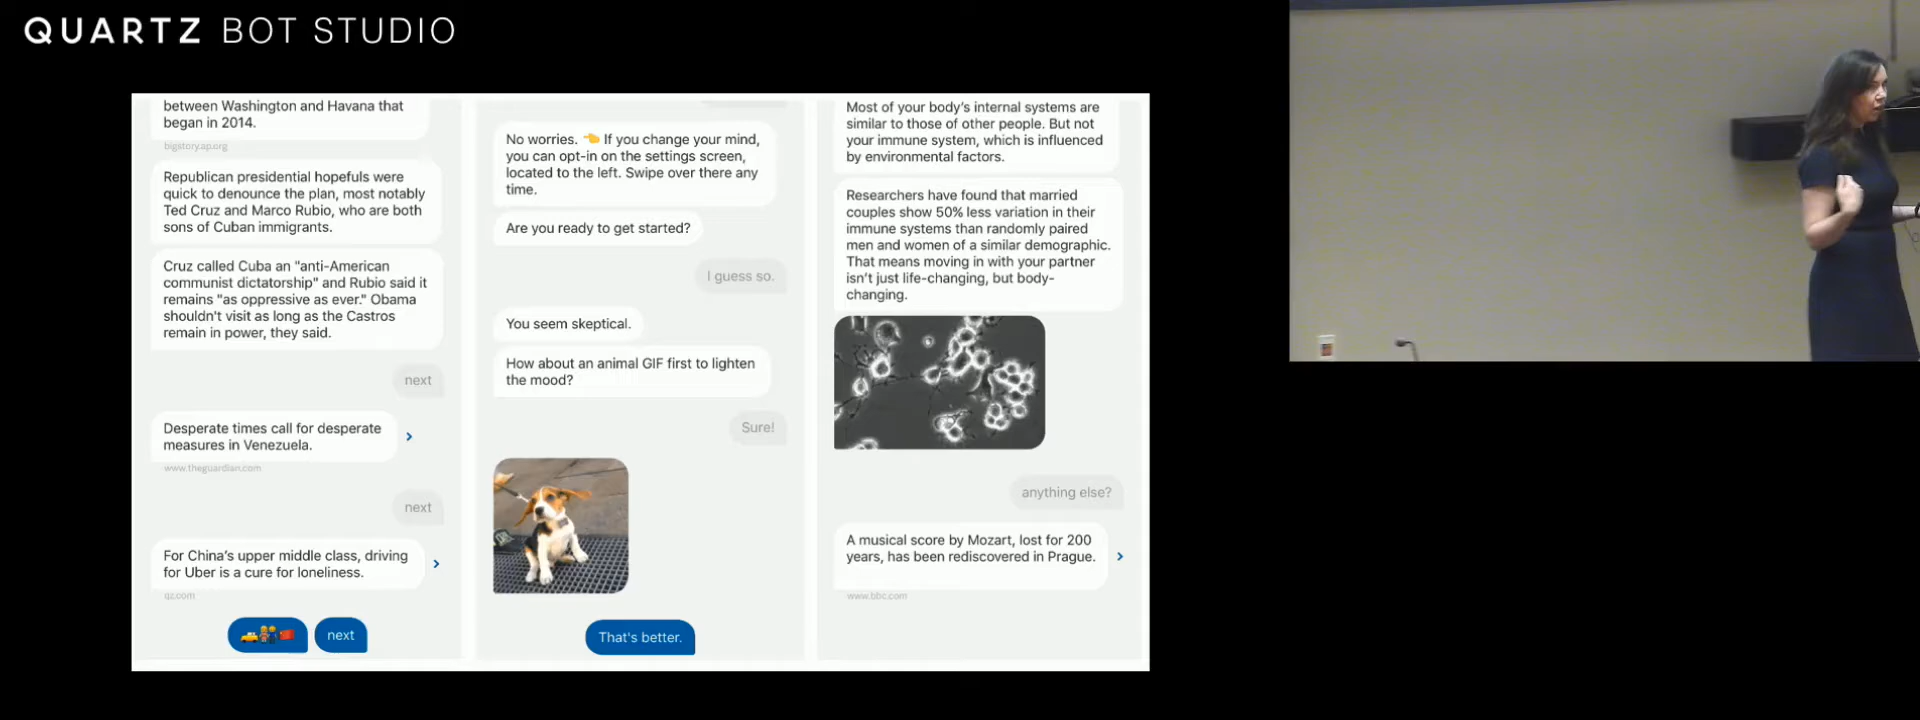 QUARTZ BOT STUDIO
between Washington and Havana that
began in 2014.
bigstory.ap.org
Republican presidential hopefuls were
quick to denounce the plan, most notably
Ted Cruz and Marco Rubio, who are both
sons of Cuban immigrants.
Cruz called Cuba an "anti-American
communist dictatorship" and Rubio said it
remains "as oppressive as ever." Obama
shouldn't visit as long as the Castros
remain in power, they said.
next
Desperate times call for desperate
measures in Venezuela.
www.theguardian.com
next
For China's upper middle class, driving
for Uber is a cure for loneliness.
qz.com
next
No worries. 👈 If you change your mind,
you can opt-in on the settings screen,
located to the left. Swipe over there any
time.
Are you ready to get started?
I guess so.
You seem skeptical.
How about an animal GIF first to lighten
the mood?
Sure!
That's better.
Most of your body's internal systems are
similar to those of other people. But not
your immune system, which is influenced
by environmental factors.
Researchers have found that married
couples show 50% less variation in their
immune systems than randomly paired
men and women of a similar demographic.
That means moving in with your partner
isn't just life-changing, but body-
changing.
anything else?
A musical score by Mozart, lost for 200
years, has been rediscovered in Prague.
www.bbc.com